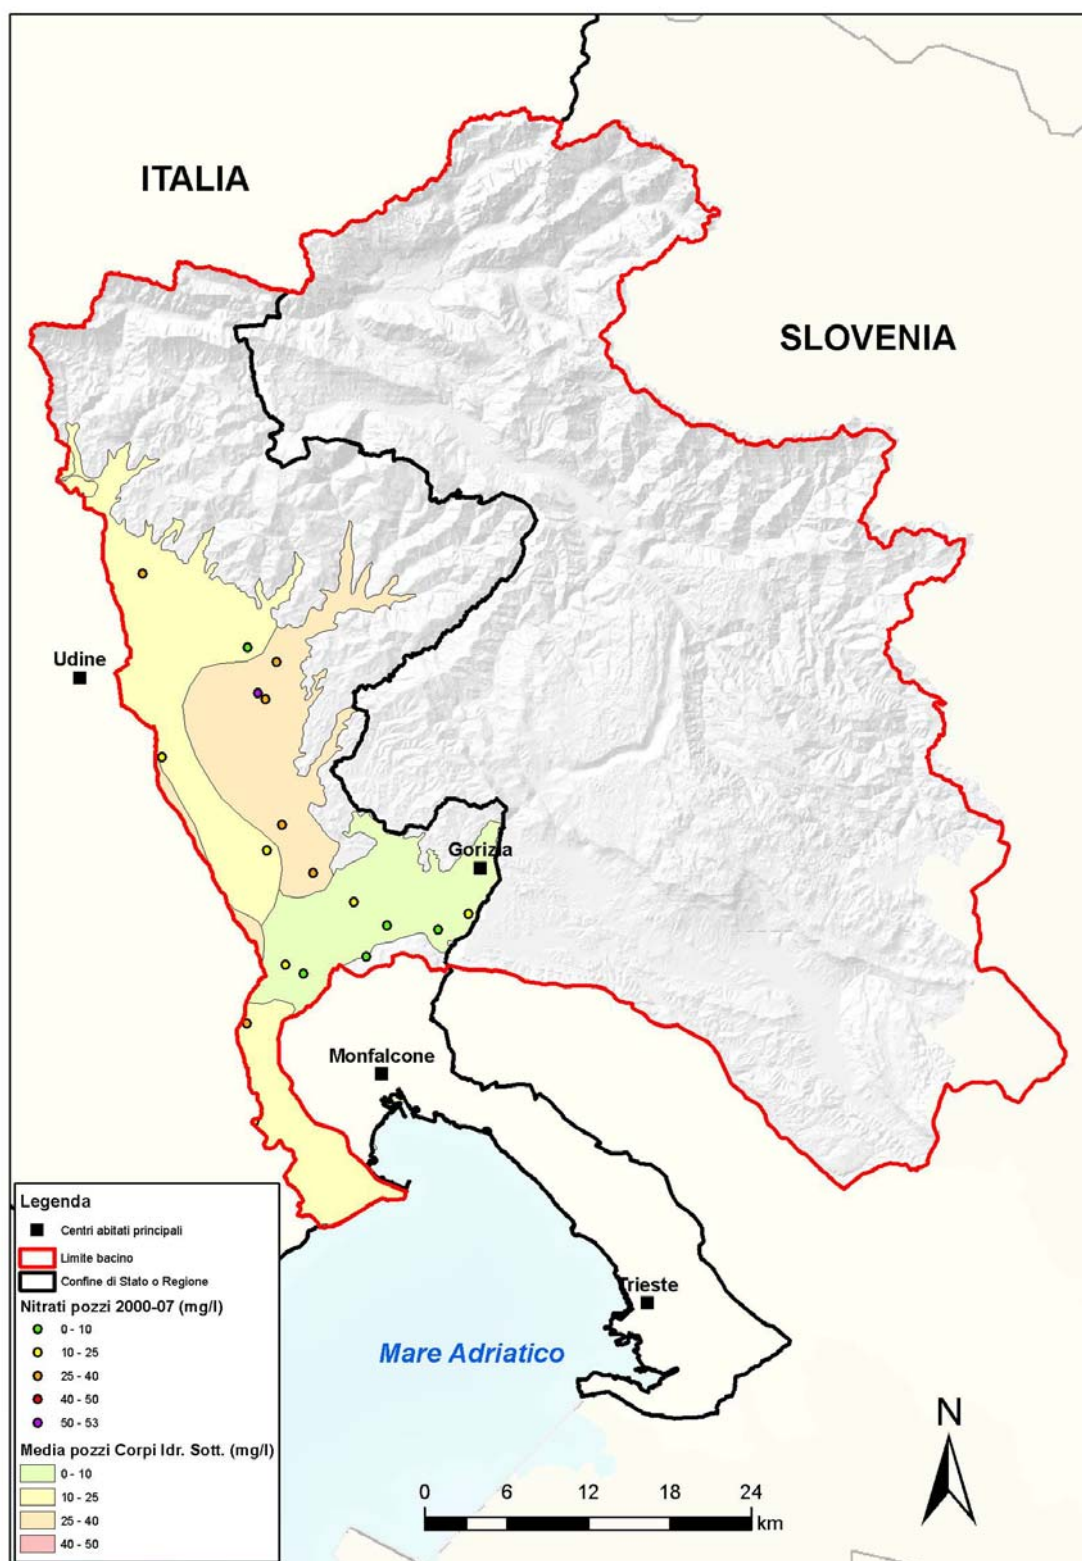 ITALIA
SLOVENIA
Udine
Gorizia
Monfalcone
Trieste
Mare Adriatico
Legenda
Centri abitati principali
Limite bacino
Confine di Stato o Regione
Nitrati pozzi 2000-07 (mg/l)
0 - 10
10 - 25
25 - 40
40 - 50
50 - 53
Media pozzi Corpi Idr. Sott. (mg/l)
0 - 10
10 - 25
25 - 40
40 - 50
0 6 12 18 24
km
N